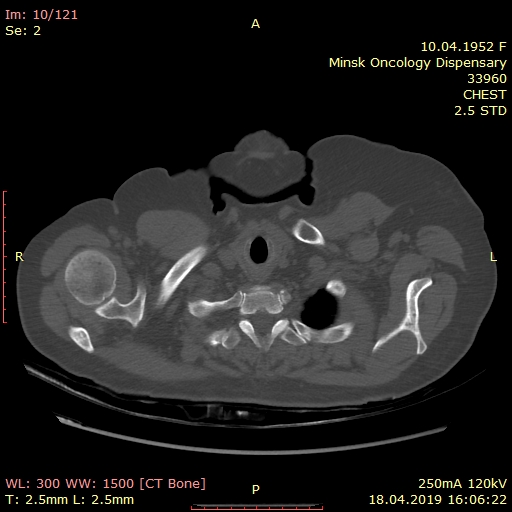 Im: 10/121
Se: 2
A
10.04.1952 F
Minsk Oncology Dispensary
33960
CHEST
2.5 STD
R
L
WL: 300 WW: 1500 [CT Bone]
T: 2.5mm L: 2.5mm
P
250mA 120kV
18.04.2019 16:06:22